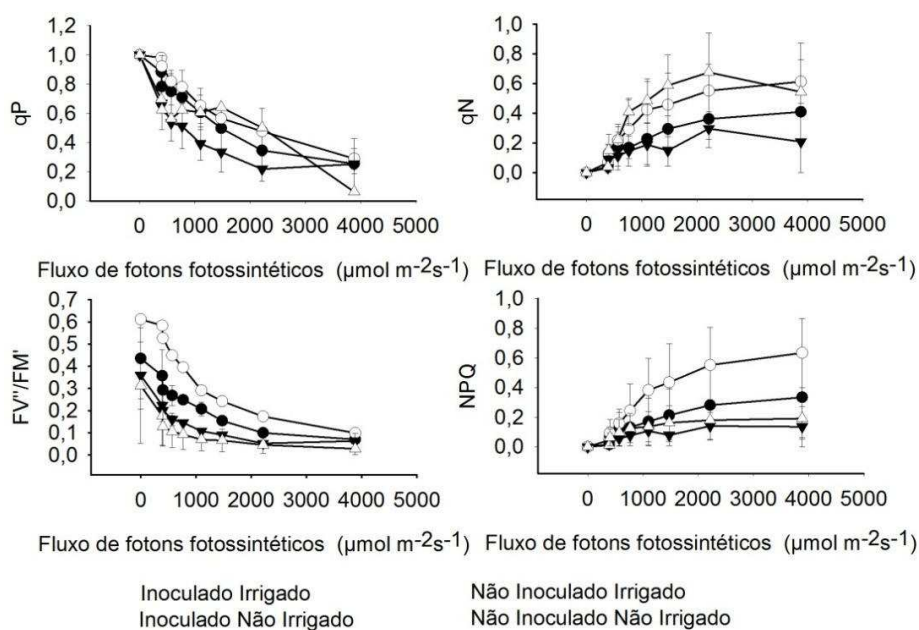 1,2
1,0
0,8
0,6
0,4
0,2
0,0
qP
0 1000 2000 3000 4000 5000
Fluxo de fotons fotossintéticos (µmol m-2s-1)
1,0
0,8
0,6
0,4
0,2
0,0
qN
0 1000 2000 3000 4000 5000
Fluxo de fotons fotossintéticos (µmol m-2s-1)
0,7
0,6
0,5
0,4
0,3
0,2
0,1
0,0
FV"/FM'
0 1000 2000 3000 4000 5000
Fluxo de fotons fotossintéticos (µmol m-2s-1)
1,0
0,8
0,6
0,4
0,2
0,0
NPQ
0 1000 2000 3000 4000 5000
Fluxo de fotons fotossintéticos (µmol m-2s-1)
Inoculado Irrigado
Inoculado Não Irrigado
Não Inoculado Irrigado
Não Inoculado Não Irrigado